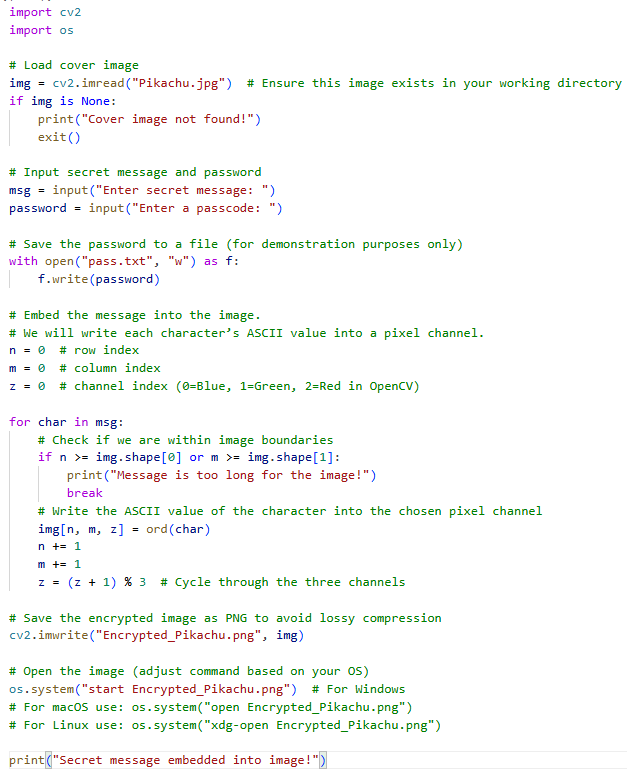 import cv2
import os
# Load cover image
img = cv2.imread("Pikachu.jpg")  # Ensure this image exists in your working directory
if img is None:
    print("Cover image not found!")
    exit()
# Input secret message and password
msg = input("Enter secret message: ")
password = input("Enter a passcode: ")
# Save the password to a file (for demonstration purposes only)
with open("pass.txt", "w") as f:
    f.write(password)
# Embed the message into the image.
# We will write each character’s ASCII value into a pixel channel.
n = 0  # row index
m = 0  # column index
z = 0  # channel index (0=Blue, 1=Green, 2=Red in OpenCV)
for char in msg:
    # Check if we are within image boundaries
    if n >= img.shape[0] or m >= img.shape[1]:
        print("Message is too long for the image!")
        break
    # Write the ASCII value of the character into the chosen pixel channel
    img[n, m, z] = ord(char)
    n += 1
    m += 1
    z = (z + 1) % 3  # Cycle through the three channels
# Save the encrypted image as PNG to avoid lossy compression
cv2.imwrite("Encrypted_Pikachu.png", img)
# Open the image (adjust command based on your OS)
os.system("start Encrypted_Pikachu.png")  # For Windows
# For macOS use: os.system("open Encrypted_Pikachu.png")
# For Linux use: os.system("xdg-open Encrypted_Pikachu.png")
print("Secret message embedded into image!")